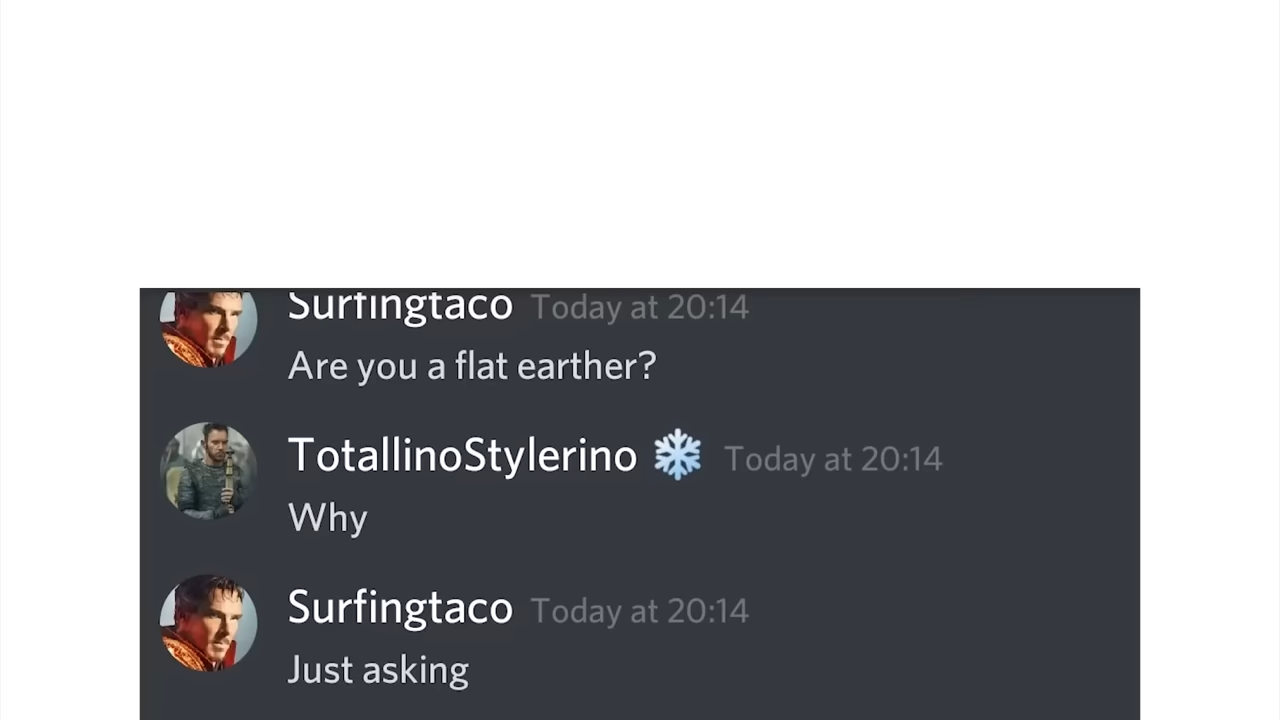 Surfingtaco Today at 20:14
Are you a flat earther?
TotallinoStylerino ❄️ Today at 20:14
Why
Surfingtaco Today at 20:14
Just asking